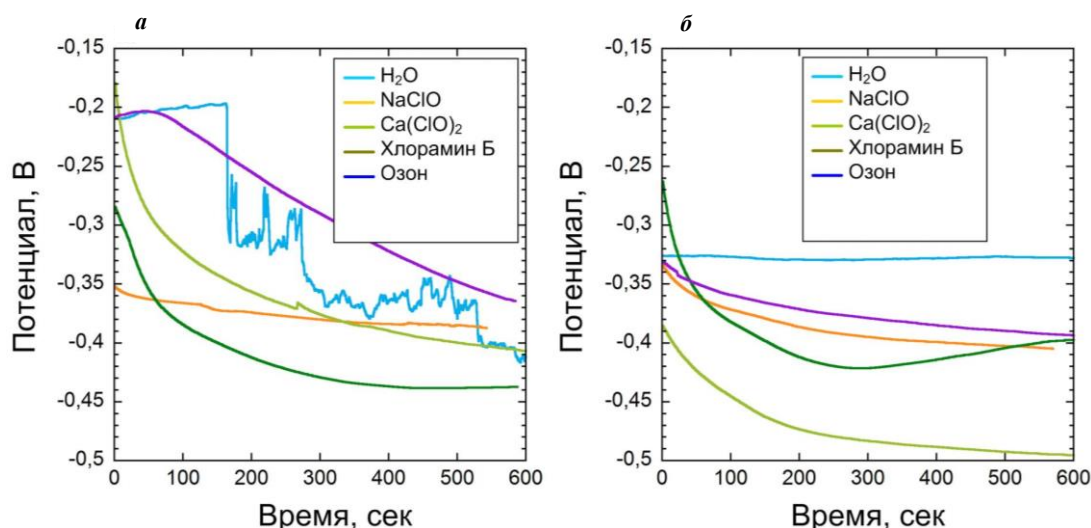 а
-0,15
-0,2
-0,25
-0,3
-0,35
-0,4
-0,45
-0,5
0 100 200 300 400 500 600
Потенциал, В
Время, сек
H₂O
NaClO
Ca(ClO)₂
Хлорамин Б
Озон
б
-0,15
-0,2
-0,25
-0,3
-0,35
-0,4
-0,45
-0,5
0 100 200 300 400 500 600
Потенциал, В
Время, сек
H₂O
NaClO
Ca(ClO)₂
Хлорамин Б
Озон